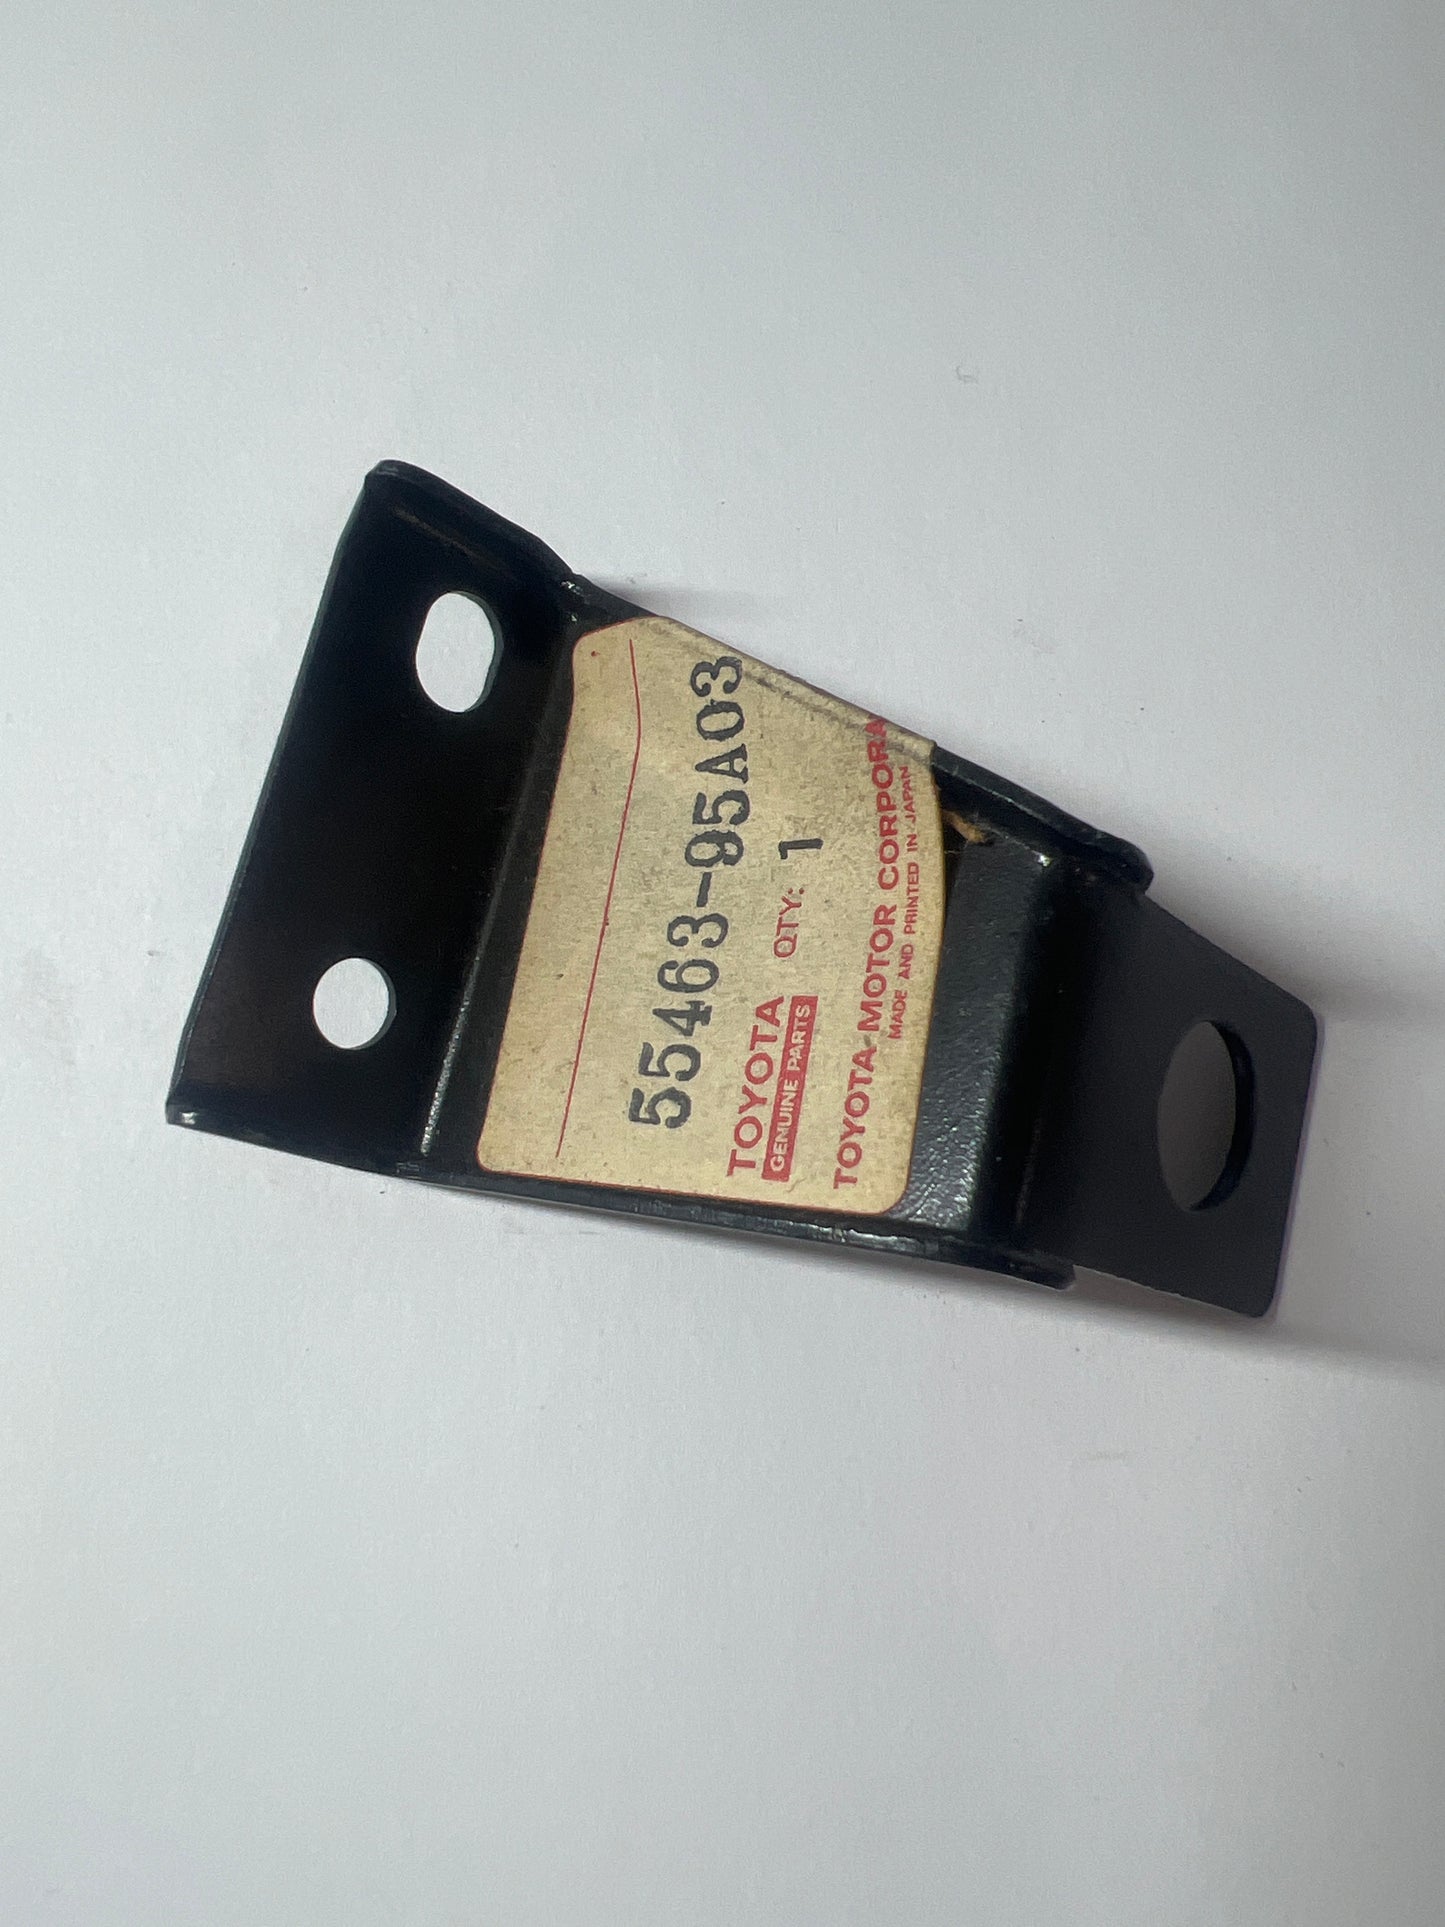 55463-95A03
TOYOTA QTY: 1
GENUINE PARTS
TOYOTA MOTOR CORPORA
MADE AND PRINTED IN JAPAN